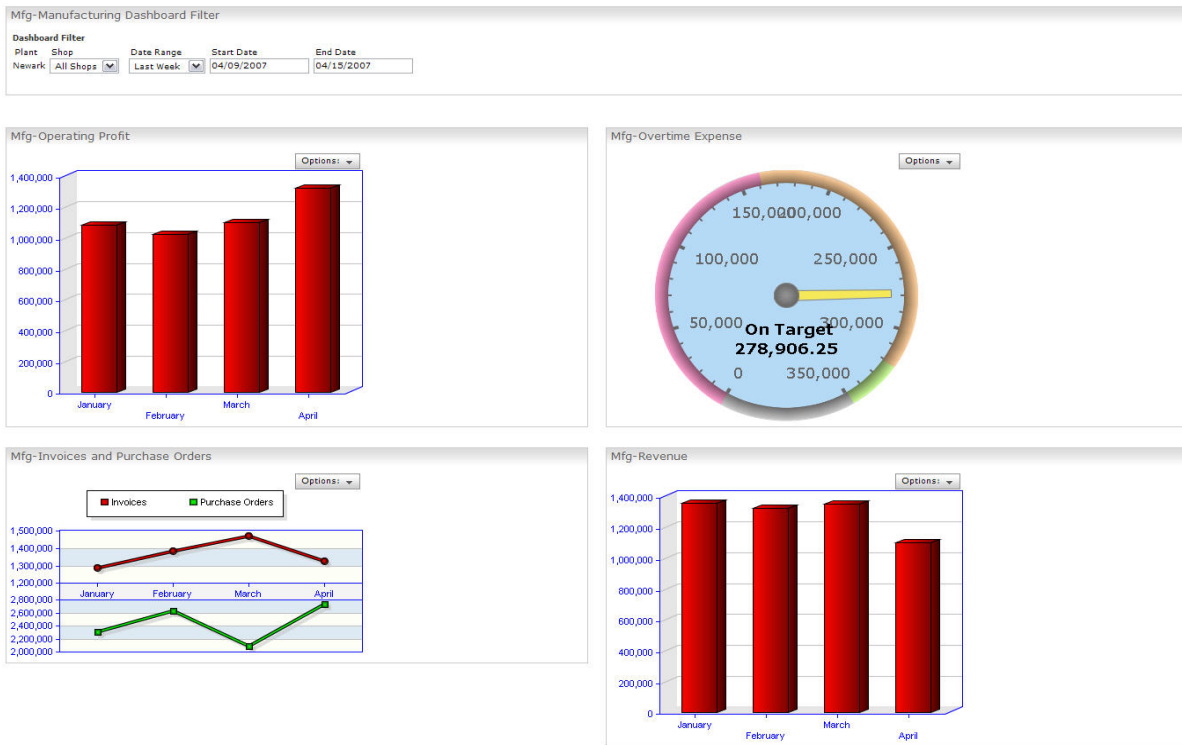 Mfg-Manufacturing Dashboard Filter
Dashboard Filter
Plant Shop Date Range Start Date End Date
Newark All Shops Last Week 04/09/2007 04/15/2007
Mfg-Operating Profit
Options:
1,400,000
1,200,000
1,000,000
800,000
600,000
400,000
200,000
0
January
February
March
April
Mfg-Overtime Expense
Options
150,000
200,000
100,000
250,000
50,000
300,000
On Target
278,906.25
0
350,000
Mfg-Invoices and Purchase Orders
Options:
Invoices Purchase Orders
1,500,000
1,400,000
1,300,000
1,200,000
January February March April
2,800,000
2,600,000
2,400,000
2,200,000
2,000,000
Mfg-Revenue
Options:
1,400,000
1,200,000
1,000,000
800,000
600,000
400,000
200,000
0
January
February
March
April